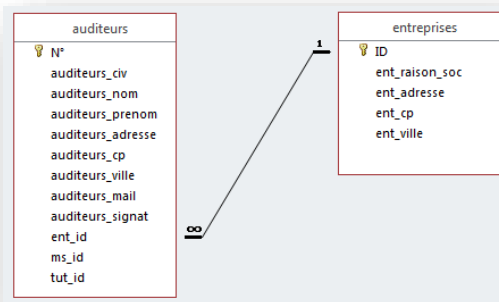 auditeurs
N°
auditeurs_civ
auditeurs_nom
auditeurs_prenom
auditeurs_adresse
auditeurs_cp
auditeurs_ville
auditeurs_mail
auditeurs_signat
ent_id
ms_id
tut_id
∞
1
entreprises
ID
ent_raison_soc
ent_adresse
ent_cp
ent_ville